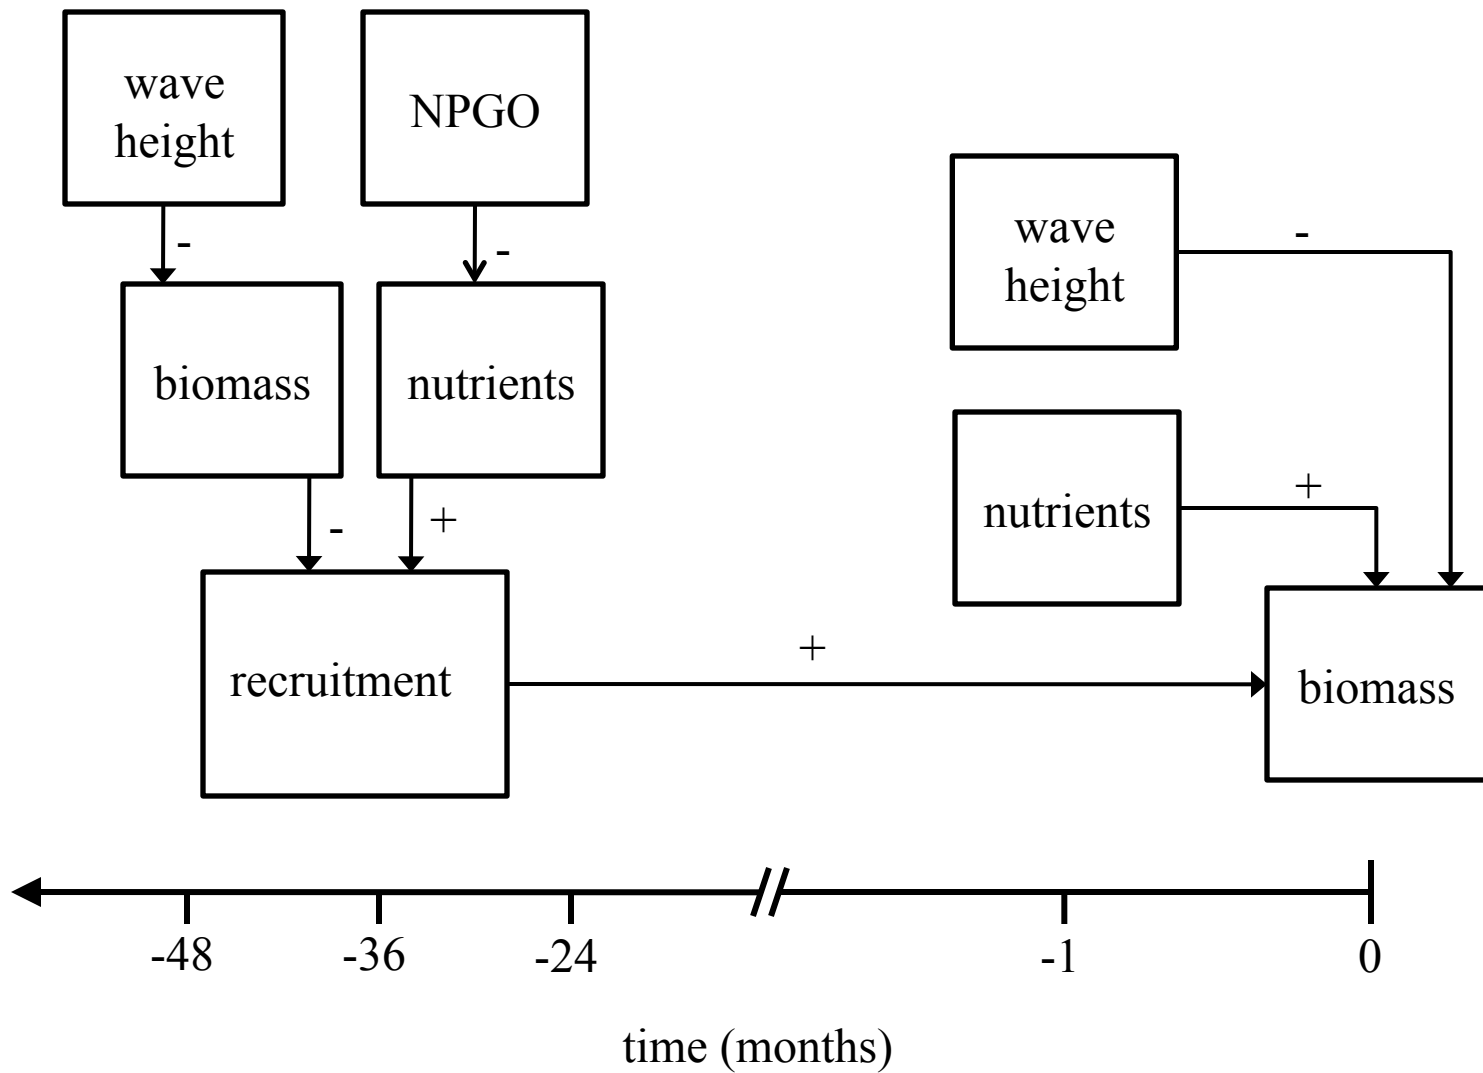 wave
height
NPGO
-
-
wave
height
-
biomass
nutrients
nutrients
+
-
+
recruitment
+
biomass
-48
-36
-24
-1
0
time (months)